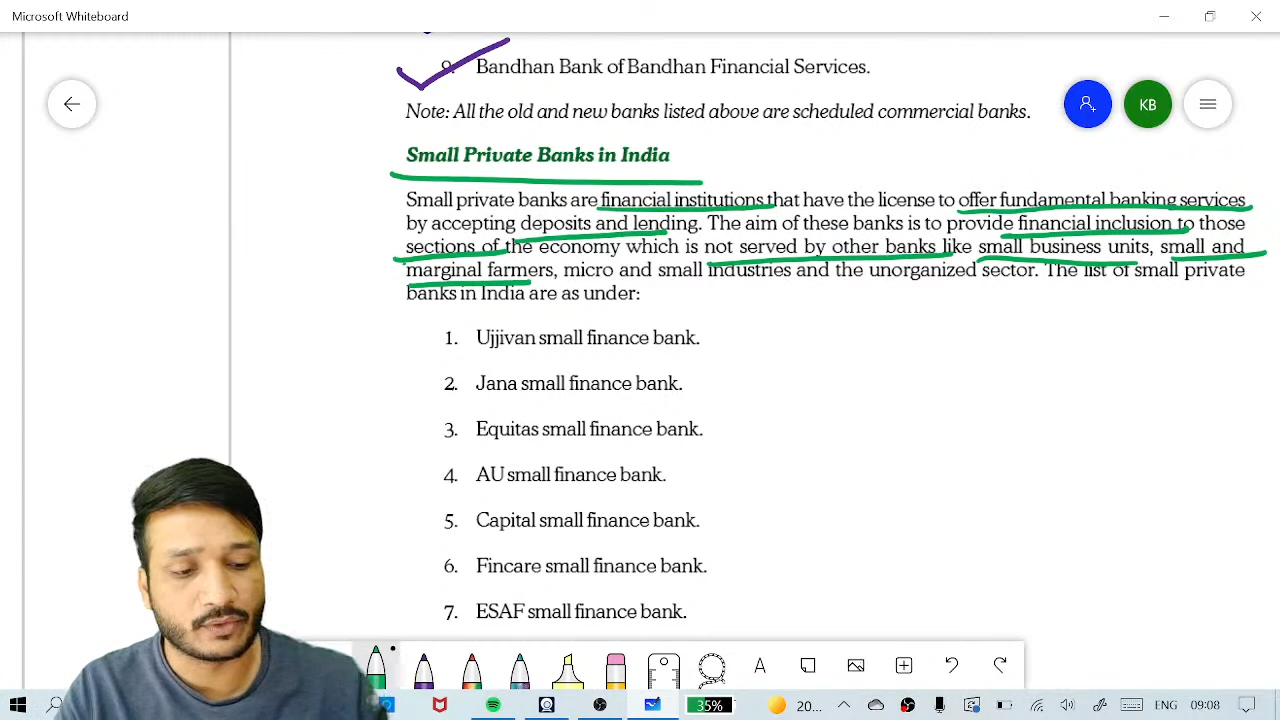 Microsoft Whiteboard
9. Bandhan Bank of Bandhan Financial Services.
Note: All the old and new banks listed above are scheduled commercial banks.
KB
Small Private Banks in India
Small private banks are financial institutions that have the license to offer fundamental banking services
by accepting deposits and lending. The aim of these banks is to provide financial inclusion to those
sections of the economy which is not served by other banks like small business units, small and
marginal farmers, micro and small industries and the unorganized sector. The list of small private
banks in India are as under:
1. Ujjivan small finance bank.
2. Jana small finance bank.
3. Equitas small finance bank.
4. AU small finance bank.
5. Capital small finance bank.
6. Fincare small finance bank.
7. ESAF small finance bank.
A
35% 20... ENG 09:08